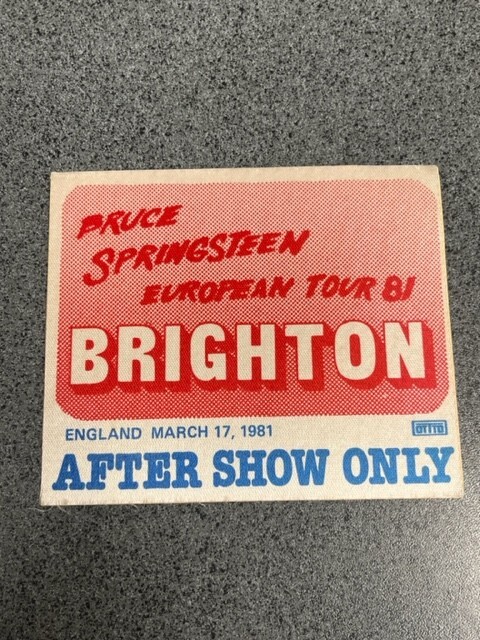 BRUCE
SPRINGSTEEN
EUROPEAN TOUR 81
BRIGHTON
ENGLAND MARCH 17, 1981
OTTO
AFTER SHOW ONLY